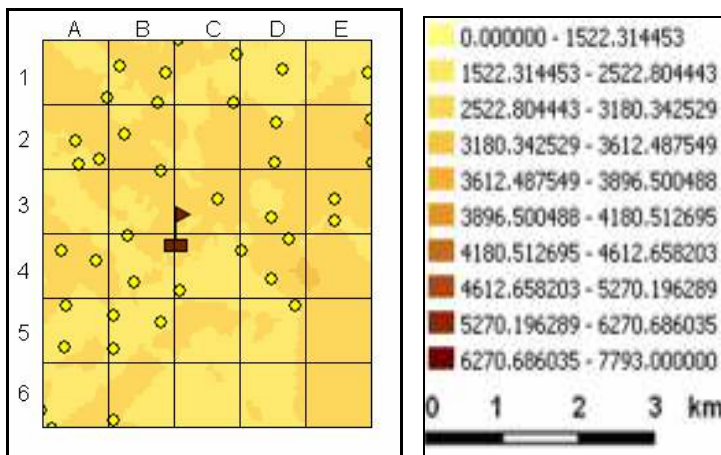 A B C D E
1
2
3
4
5
6
0.000000 - 1522.314453
1522.314453 - 2522.804443
2522.804443 - 3180.342529
3180.342529 - 3612.487549
3612.487549 - 3896.500488
3896.500488 - 4180.512695
4180.512695 - 4612.658203
4612.658203 - 5270.196289
5270.196289 - 6270.686035
6270.686035 - 7793.000000
0 1 2 3 km